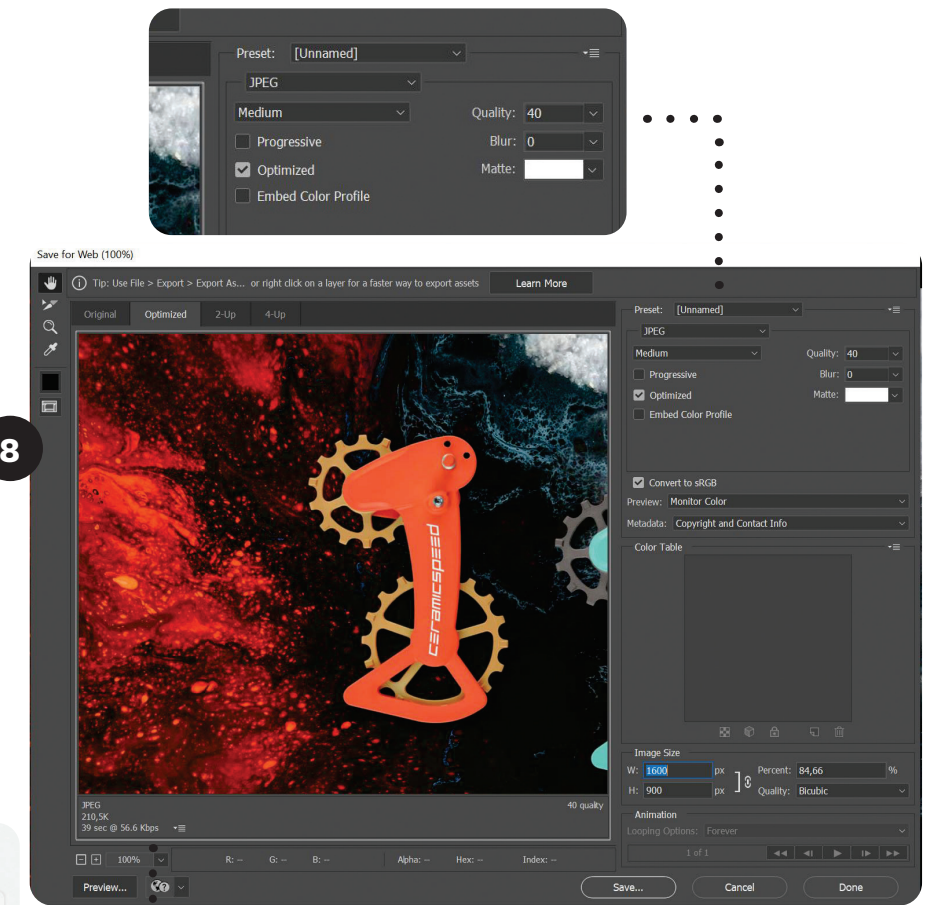 Preset: [Unnamed]
JPEG
Medium Quality: 40
Progressive Blur: 0
Optimized Matte:
Embed Color Profile
Save for Web (100%)
Tip: Use File > Export > Export As... or right click on a layer for a faster way to export assets Learn More
Original Optimized 2-Up 4-Up
Preset: [Unnamed]
JPEG
Medium Quality: 40
Progressive Blur: 0
Optimized Matte:
Embed Color Profile
8
Convert to sRGB
Preview: Monitor Color
Metadata: Copyright and Contact Info
Color Table
ceramicspeed
Image Size
W: 1600 px Percent: 84,66 %
H: 900 px Quality: Bicubic
JPEG 40 quality
210,5K
39 sec @ 56.6 Kbps
Animation
Looping Options: Forever
1 of 1
100% R: -- G: -- B: -- Alpha: -- Hex: -- Index: --
Preview... Save... Cancel Done